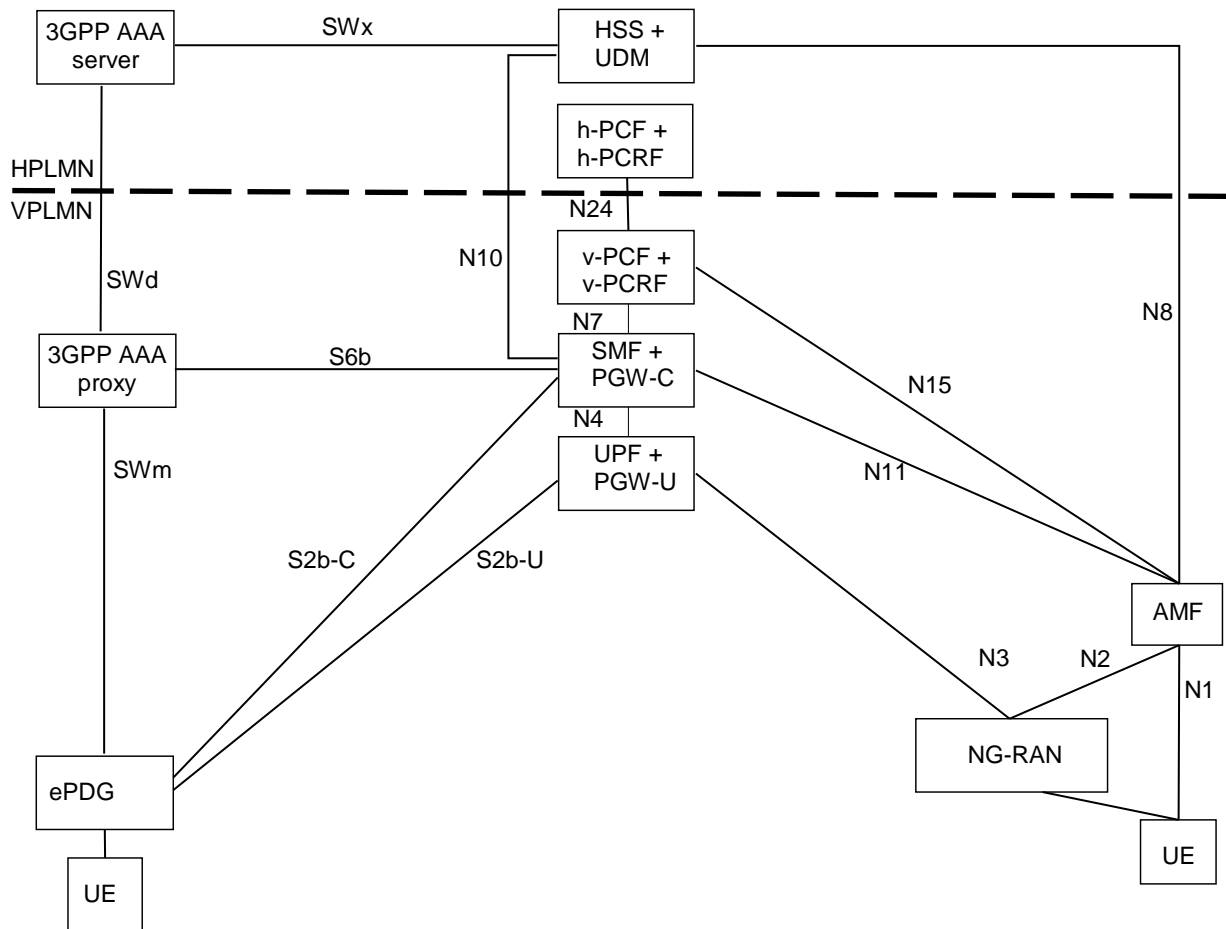 3GPP AAA
server
SWx
HSS +
UDM
h-PCF +
h-PCRF
HPLMN
VPLMN
N24
N10
v-PCF +
v-PCRF
SWd
N8
N7
3GPP AAA
proxy
S6b
SMF +
PGW-C
N15
N4
N11
SWm
UPF +
PGW-U
S2b-C
S2b-U
AMF
N3
N2
N1
NG-RAN
ePDG
UE
UE